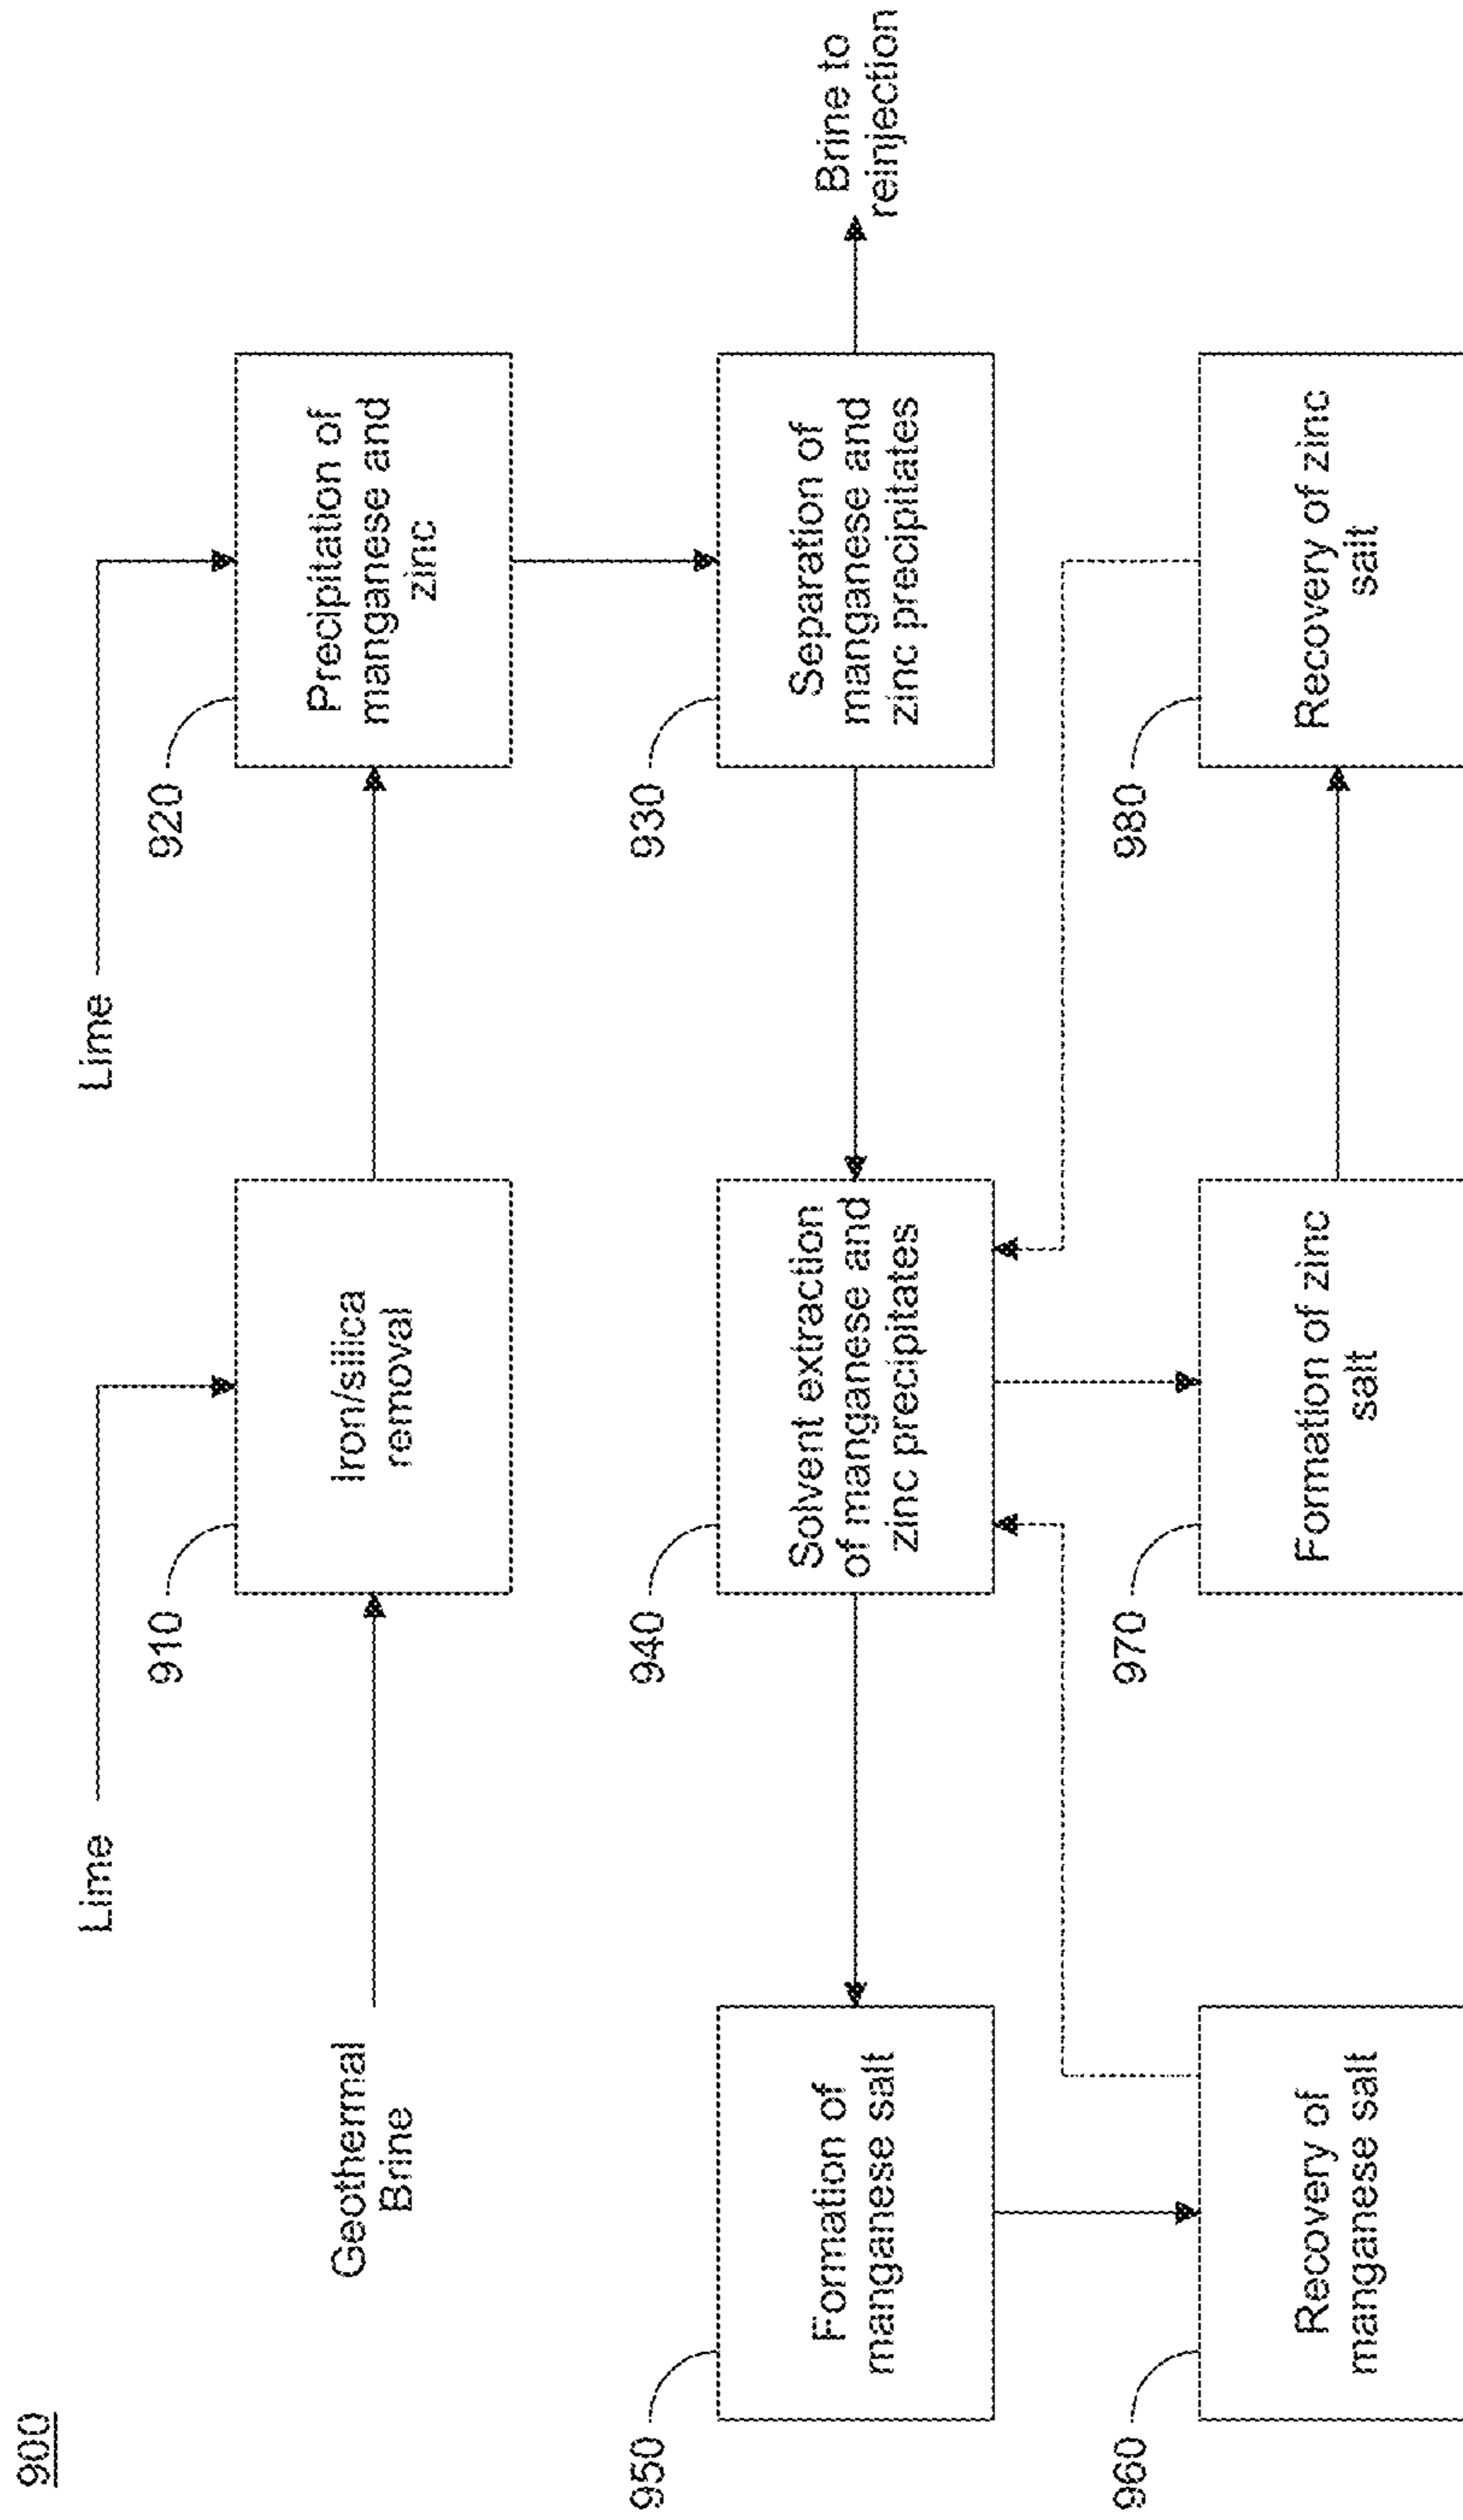 900
Lime
Lime
910
920
Geothermal
Brine
Iron/silica
removal
Precipitation of
manganese and
zinc
950
940
930
Formation of
manganese salt
Solvent extraction
of manganese and
zinc precipitates
Separation of
manganese and
zinc precipitates
Brine to
reinjection
960
970
980
Recovery of
manganese salt
Formation of zinc
salt
Recovery of zinc
salt